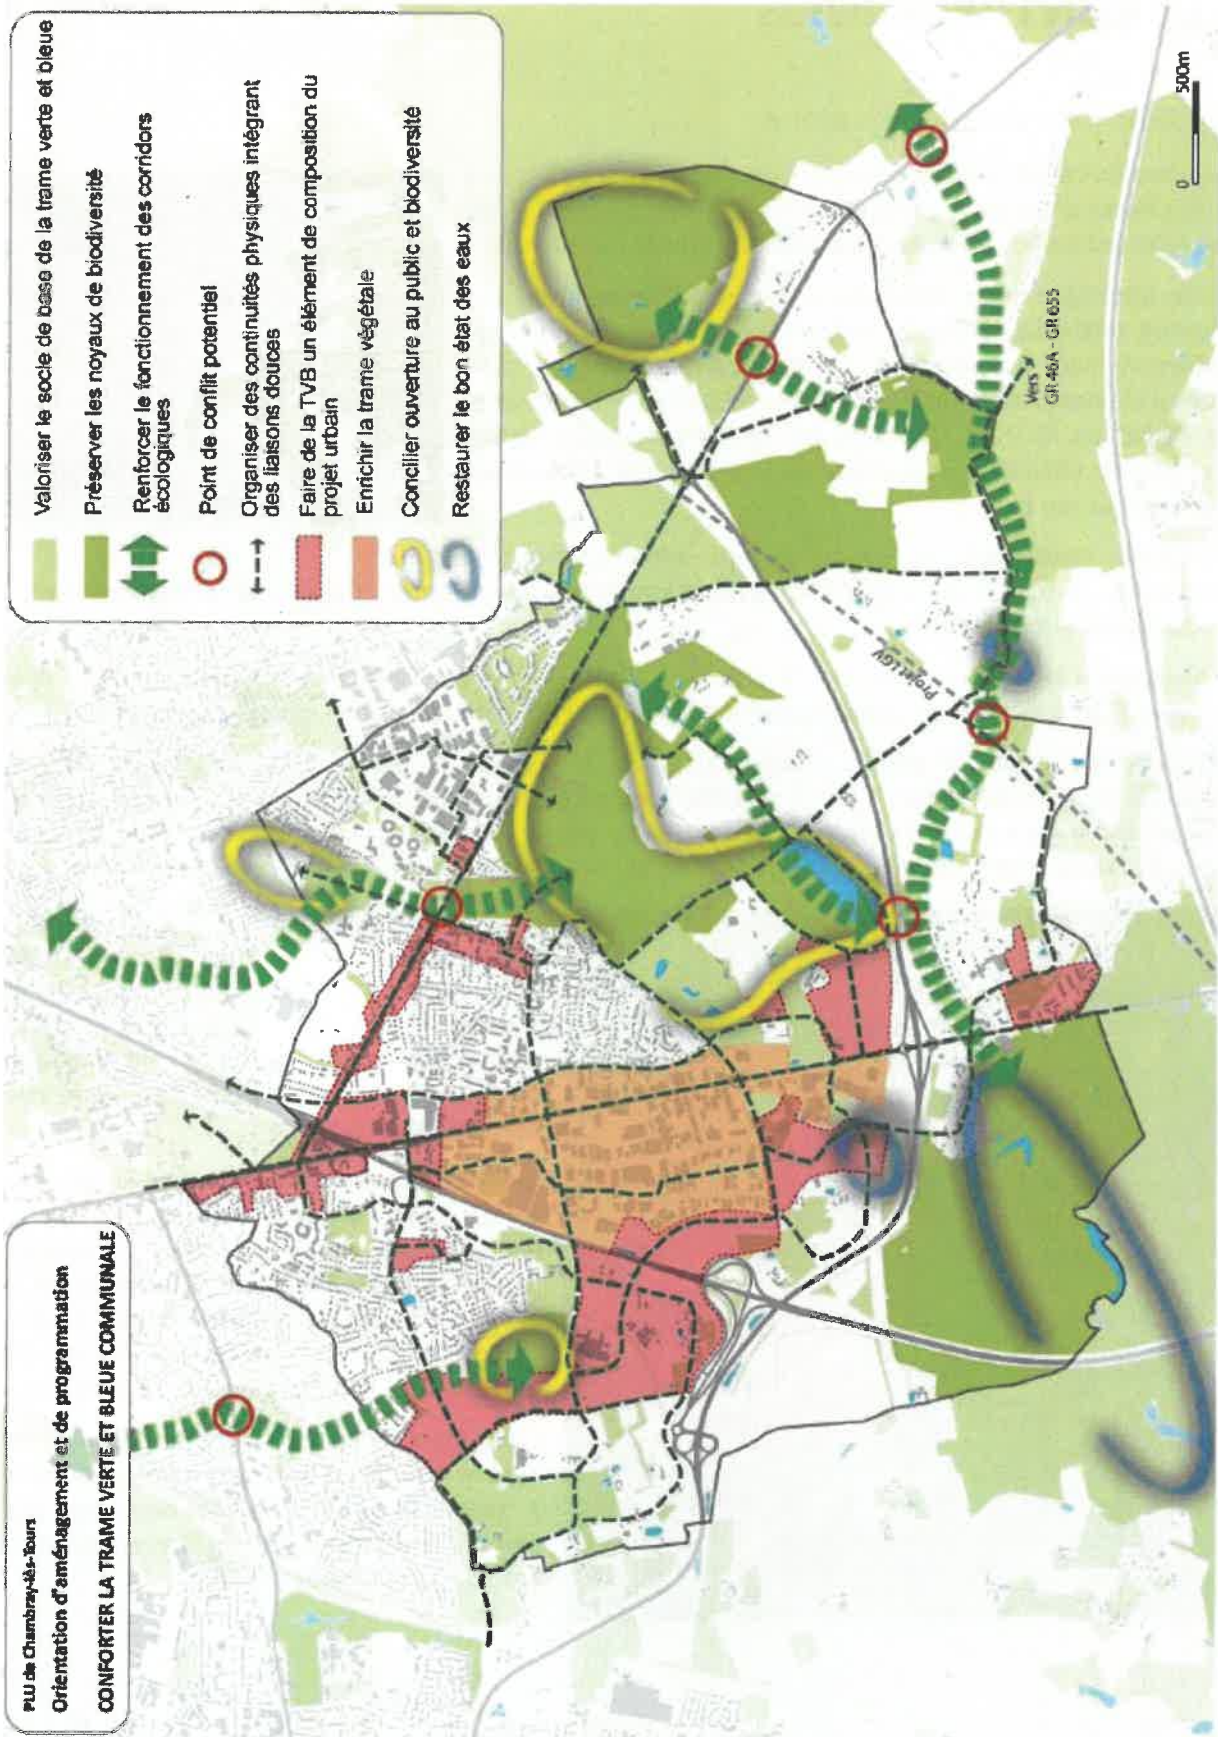 PLU de Chambray-lès-Tours
Orientation d'aménagement et de programmation
CONFORTER LA TRAME VERTE ET BLEUE COMMUNALE
Valoriser le socle de base de la trame verte et bleue
Préserver les noyaux de biodiversité
Renforcer le fonctionnement des corridors
écologiques
Point de conflit potentiel
Organiser des continuités physiques intégrant
des liaisons douces
Faire de la TVB un élément de composition du
projet urbain
Enrichir la trame végétale
Concilier ouverture au public et biodiversité
Restaurer le bon état des eaux
Projet LGV
Vers
GR 46A - GR 655
0 500m